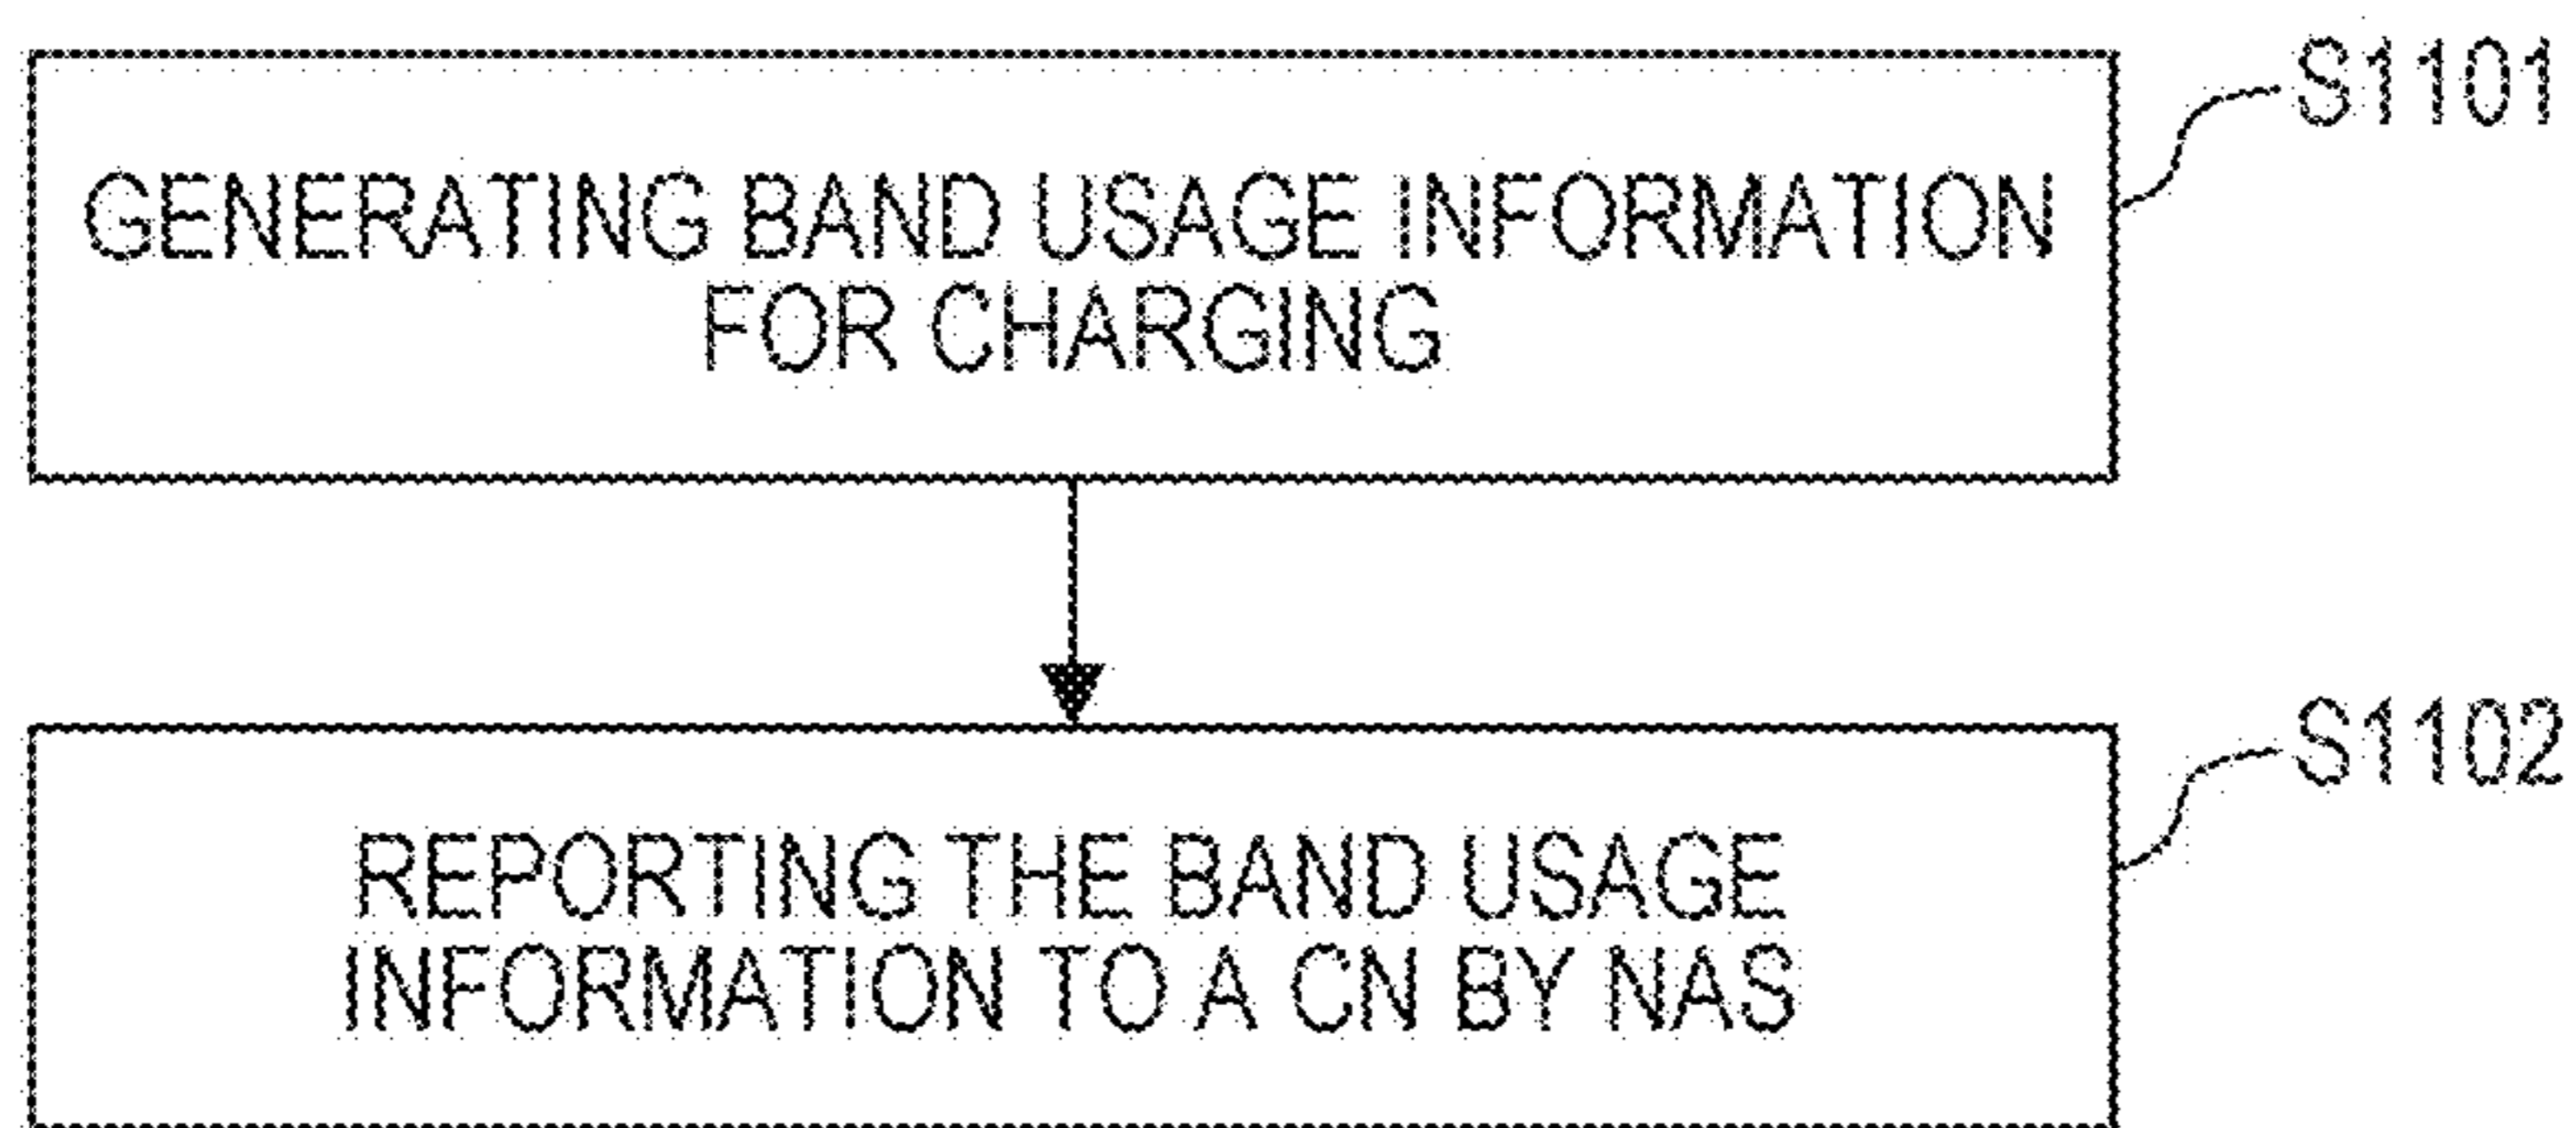 S1101
GENERATING BAND USAGE INFORMATION
FOR CHARGING
S1102
REPORTING THE BAND USAGE
INFORMATION TO A CN BY NAS